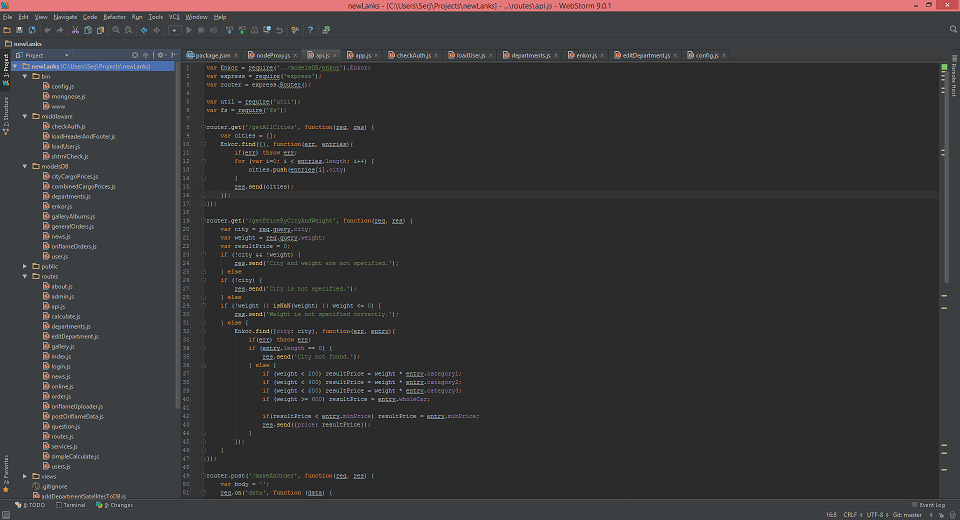 newLanks - [C:\Users\Serj\Projects\newLanks] - ...\routes\api.js - WebStorm 9.0.1
File Edit View Navigate Code Refactor Run Tools VCS Window Help
newLanks
Project
package.json nodeProxy.js api.js app.js checkAuth.js loadUser.js departments.js enkor.js editDepartment.js config.js
1: Project
2: Structure
2: Favorites
Remote Host
newLanks (C:\Users\Serj\Projects\newLanks)
bin
config.js
mongoose.js
www
middleware
checkAuth.js
loadHeaderAndFooter.js
loadUser.js
shtmlCheck.js
modelsDB
cityCargoPrices.js
combinedCargoPrices.js
departments.js
enkor.js
galleryAlbums.js
generalOrders.js
news.js
oriflameOrders.js
user.js
public
routes
about.js
admin.js
api.js
calculate.js
departments.js
editDepartment.js
gallery.js
index.js
login.js
news.js
online.js
order.js
oriflameUploader.js
postOriflameData.js
question.js
routes.js
services.js
simpleCalculate.js
users.js
views
.gitignore
addDepartmentSatellitesToDB.js
1 var Enkor = require('../modelsDB/enkor').Enkor;
2 var express = require('express');
3 var router = express.Router();
4
5 var util = require('util');
6 var fs = require('fs');
7
8 router.get('/getAllCities', function(req, res) {
9 var cities = [];
10 Enkor.find({}, function(err, entries){
11 if(err) throw err;
12 for (var i=0; i < entries.length; i++) {
13 cities.push(entries[i].city)
14 }
15 res.send(cities);
16 });
17 });
18
19 router.get('/getPriceByCityAndWeight', function(req, res) {
20 var city = req.query.city;
21 var weight = req.query.weight;
22 var resultPrice = 0;
23 if (!city && !weight) {
24 res.send('City and weight are not specified.');
25 } else
26 if (!city) {
27 res.send('City is not specified.');
28 } else
29 if (!weight || isNaN(weight) || weight <= 0) {
30 res.send('Weight is not specified correctly.');
31 } else {
32 Enkor.find({city: city}, function(err, entry){
33 if(err) throw err;
34 if (entry.length == 0) {
35 res.send('City not found.');
36 } else {
37 if (weight < 200) resultPrice = weight * entry.category1;
38 if (weight < 400) resultPrice = weight * entry.category2;
39 if (weight < 600) resultPrice = weight * entry.category3;
40 if (weight >= 600) resultPrice = entry.wholeCar;
41
42 if(resultPrice < entry.minPrice) resultPrice = entry.minPrice;
43 res.send({price: resultPrice});
44 }
45 });
46 }
47 });
48
49 router.post('/makeAnOrder', function(req, res) {
50 var body = '';
51 req.on('data', function (data) {
6: TODO Terminal 9: Changes Event Log
16:8 CRLF UTF-8 Git: master